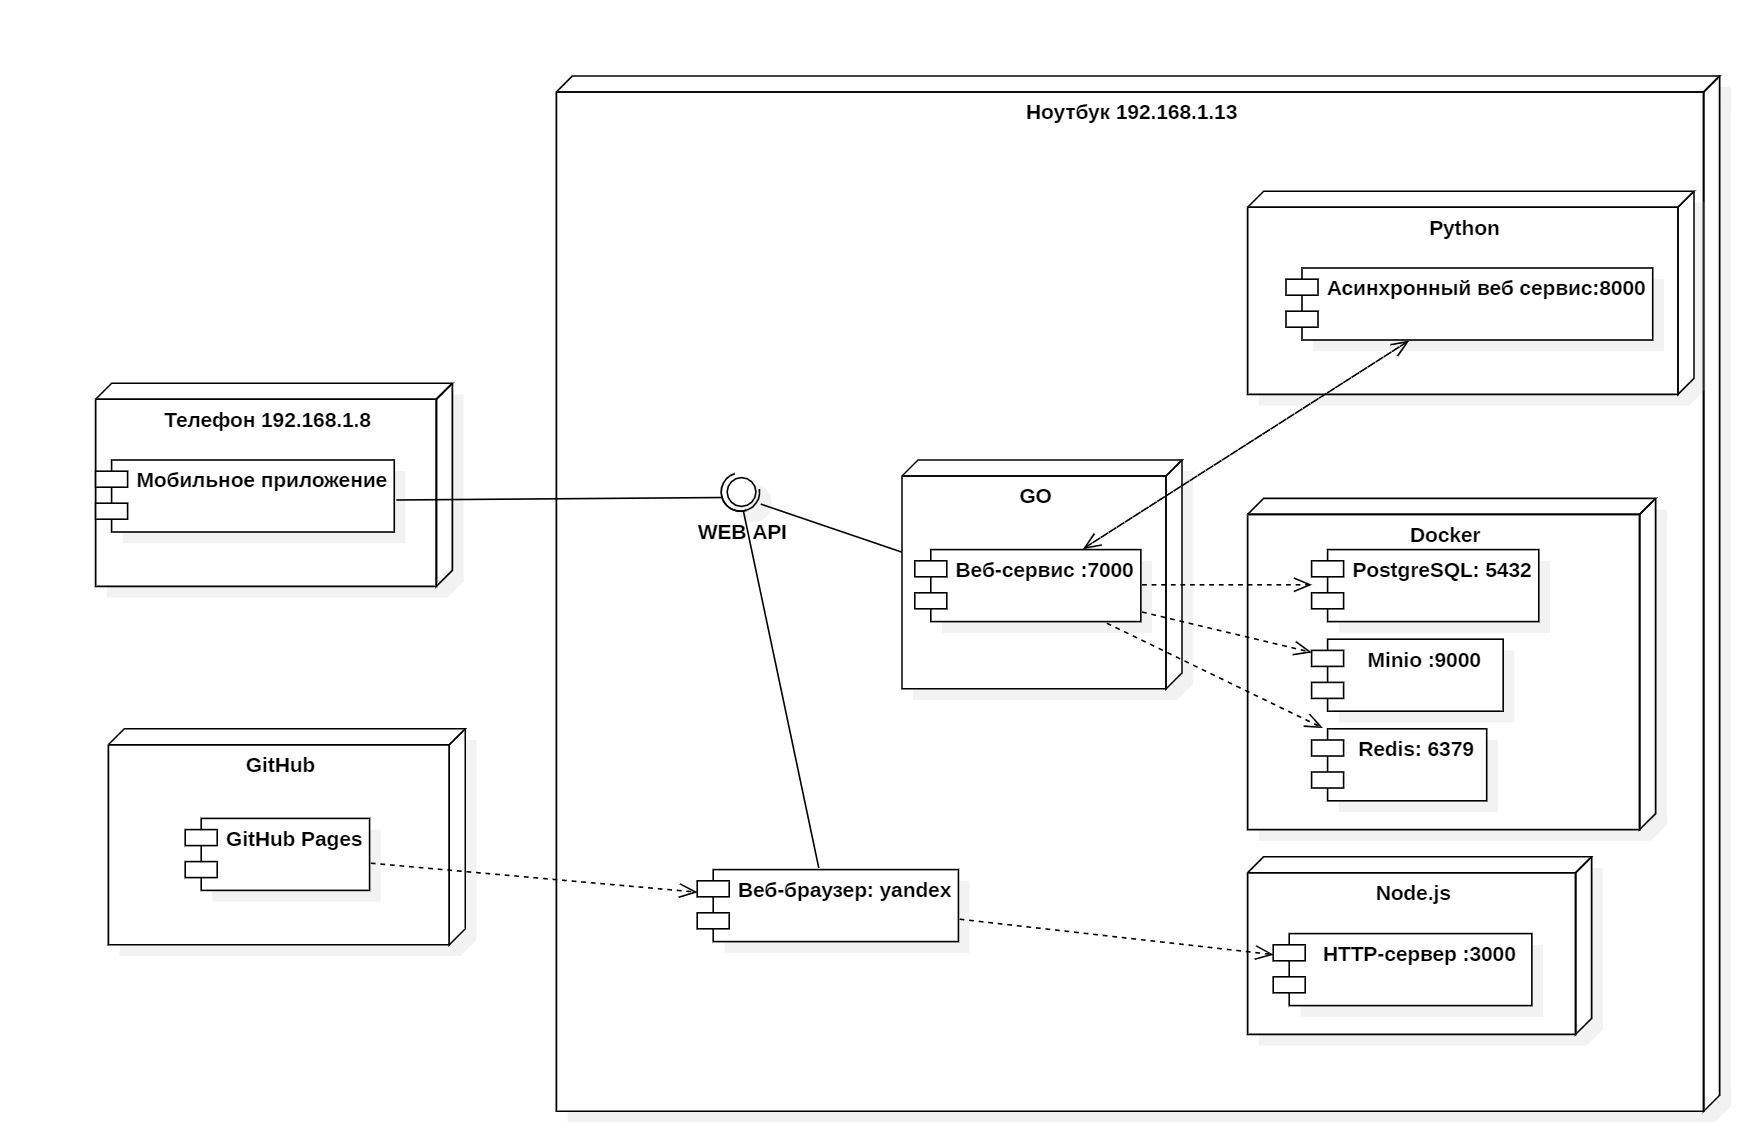 Ноутбук 192.168.1.13
Python
Асинхронный веб сервис:8000
Телефон 192.168.1.8
Мобильное приложение
WEB API
GO
Веб-сервис :7000
Docker
PostgreSQL: 5432
Minio :9000
Redis: 6379
GitHub
GitHub Pages
Веб-браузер: yandex
Node.js
HTTP-сервер :3000